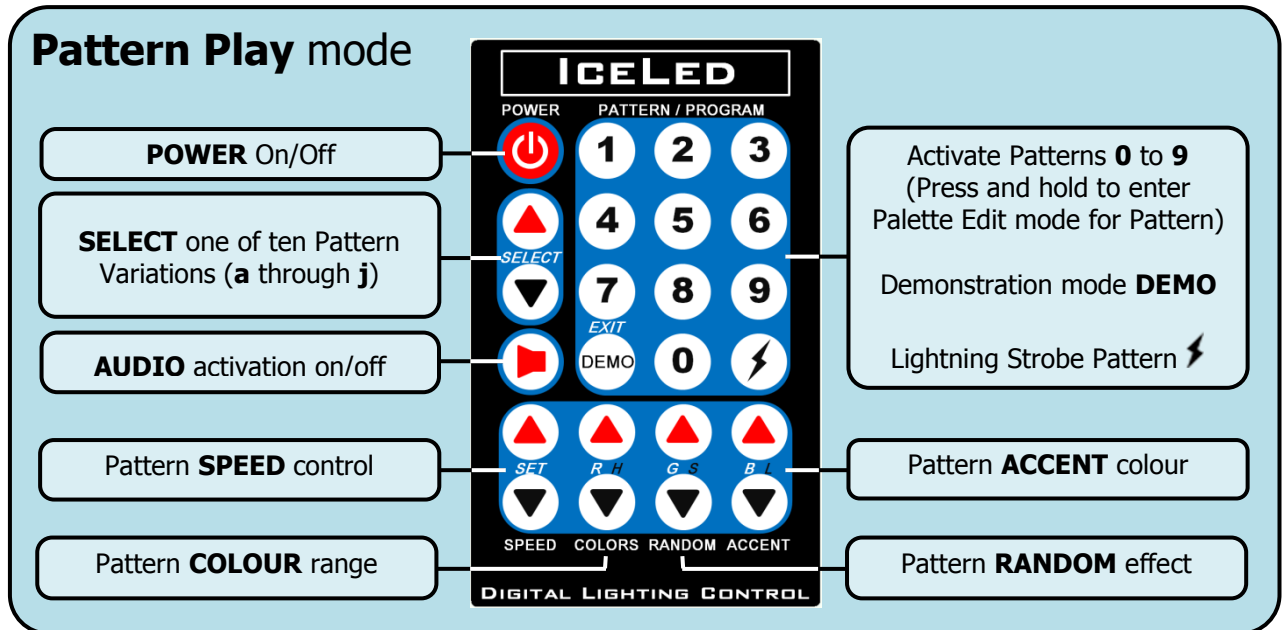 Pattern Play mode
ICELED
POWER PATTERN / PROGRAM
POWER On/Off
1 2 3
Activate Patterns 0 to 9
(Press and hold to enter
Palette Edit mode for Pattern)
SELECT one of ten Pattern
Variations (a through j)
4 5 6
SELECT
Demonstration mode DEMO
7 8 9
EXIT
AUDIO activation on/off
DEMO 0
Lightning Strobe Pattern
Pattern SPEED control
SET R H G S B L
Pattern ACCENT colour
SPEED COLORS RANDOM ACCENT
Pattern COLOUR range
Pattern RANDOM effect
DIGITAL LIGHTING CONTROL